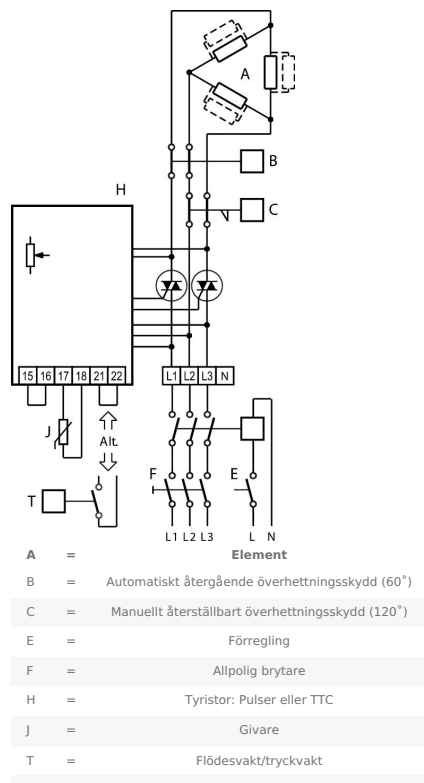 A
B
H
C
15 16 17 18 21 22
L1 L2 L3 N
J
Alt.
F E
T
L1 L2 L3 L N
A = Element
B = Automatiskt återgående överhettningsskydd (60˚)
C = Manuellt återställbart överhettningsskydd (120˚)
E = Förregling
F = Allpolig brytare
H = Tyristor: Pulser eller TTC
J = Givare
T = Flödesvakt/tryckvakt